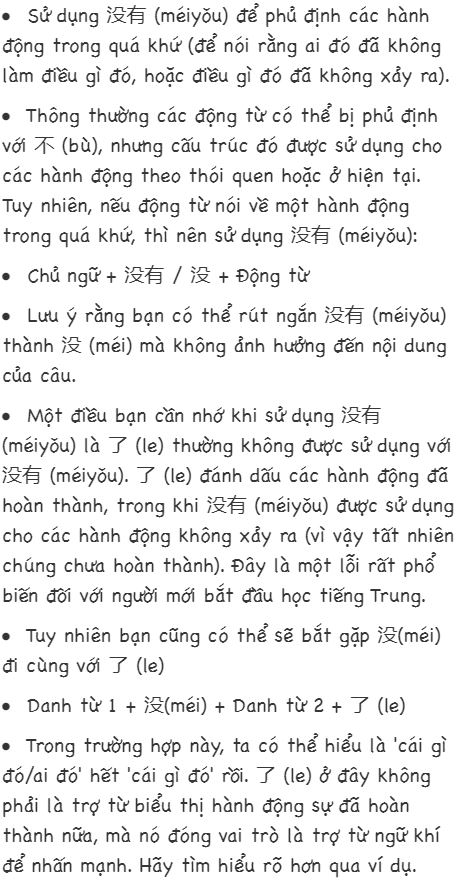 • Sử dụng 没有 (méiyǒu) để phủ định các hành
động trong quá khứ (để nói rằng ai đó đã không
làm điều gì đó, hoặc điều gì đó đã không xảy ra).
• Thông thường các động từ có thể bị phủ định
với 不 (bù), nhưng cấu trúc đó được sử dụng cho
các hành động theo thói quen hoặc ở hiện tại.
Tuy nhiên, nếu động từ nói về một hành động
trong quá khứ, thì nên sử dụng 没有 (méiyǒu):
• Chủ ngữ + 没有 / 没 + Động từ
• Lưu ý rằng bạn có thể rút ngắn 没有 (méiyǒu)
thành 没 (méi) mà không ảnh hưởng đến nội dung
của câu.
• Một điều bạn cần nhớ khi sử dụng 没有
(méiyǒu) là 了 (le) thường không được sử dụng với
没有 (méiyǒu). 了 (le) đánh dấu các hành động đã
hoàn thành, trong khi 没有 (méiyǒu) được sử dụng
cho các hành động không xảy ra (vì vậy tất nhiên
chúng chưa hoàn thành). Đây là một lỗi rất phổ
biến đối với người mới bắt đầu học tiếng Trung.
• Tuy nhiên bạn cũng có thể sẽ bắt gặp 没(méi)
đi cùng với 了 (le)
• Danh từ 1 + 没(méi) + Danh từ 2 + 了 (le)
• Trong trường hợp này, ta có thể hiểu là 'cái gì
đó/ai đó' hết 'cái gì đó' rồi. 了 (le) ở đây không
phải là trợ từ biểu thị hành động sự đã hoàn
thành nữa, mà nó đóng vai trò là trợ từ ngữ khí
để nhấn mạnh. Hãy tìm hiểu rõ hơn qua ví dụ.